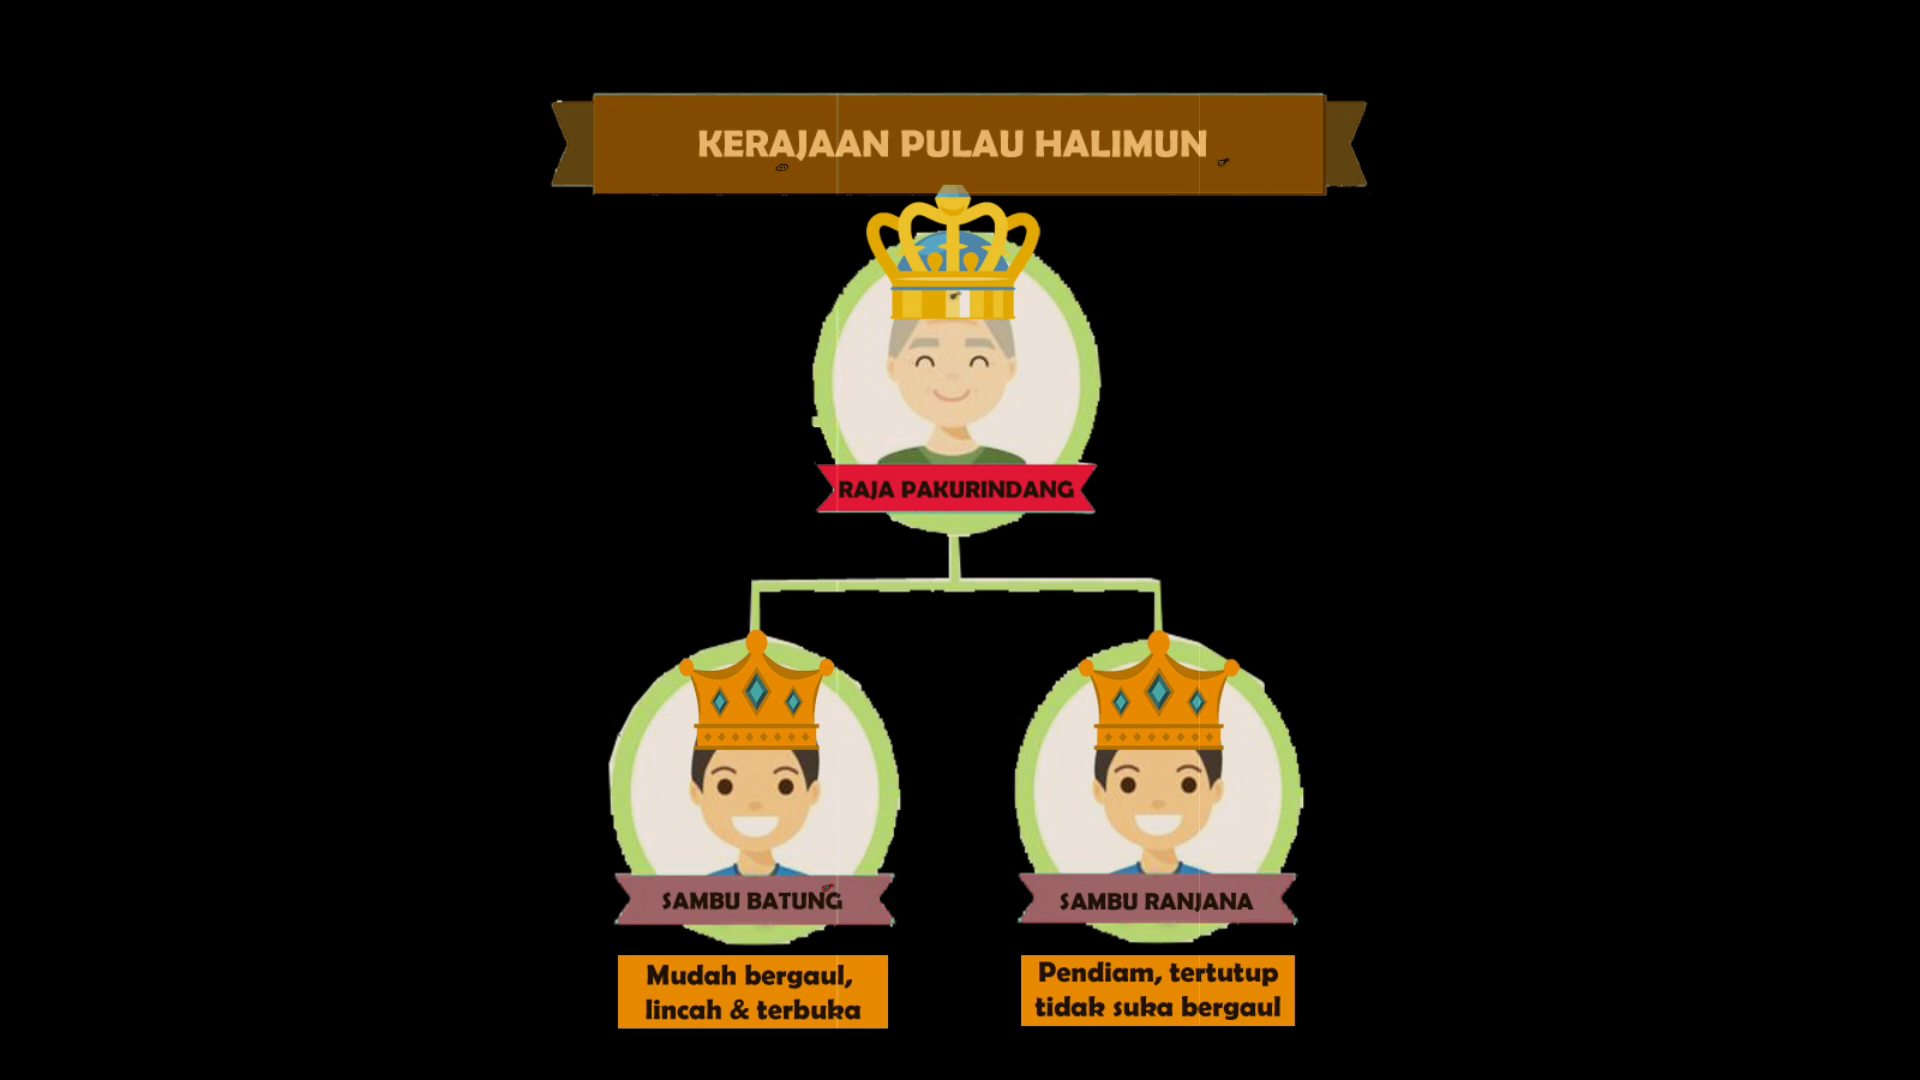 KERAJAAN PULAU HALIMUN
RAJA PAKURINDANG
SAMBU BATUNG
SAMBU RANJANA
Mudah bergaul,
lincah & terbuka
Pendiam, tertutup
tidak suka bergaul